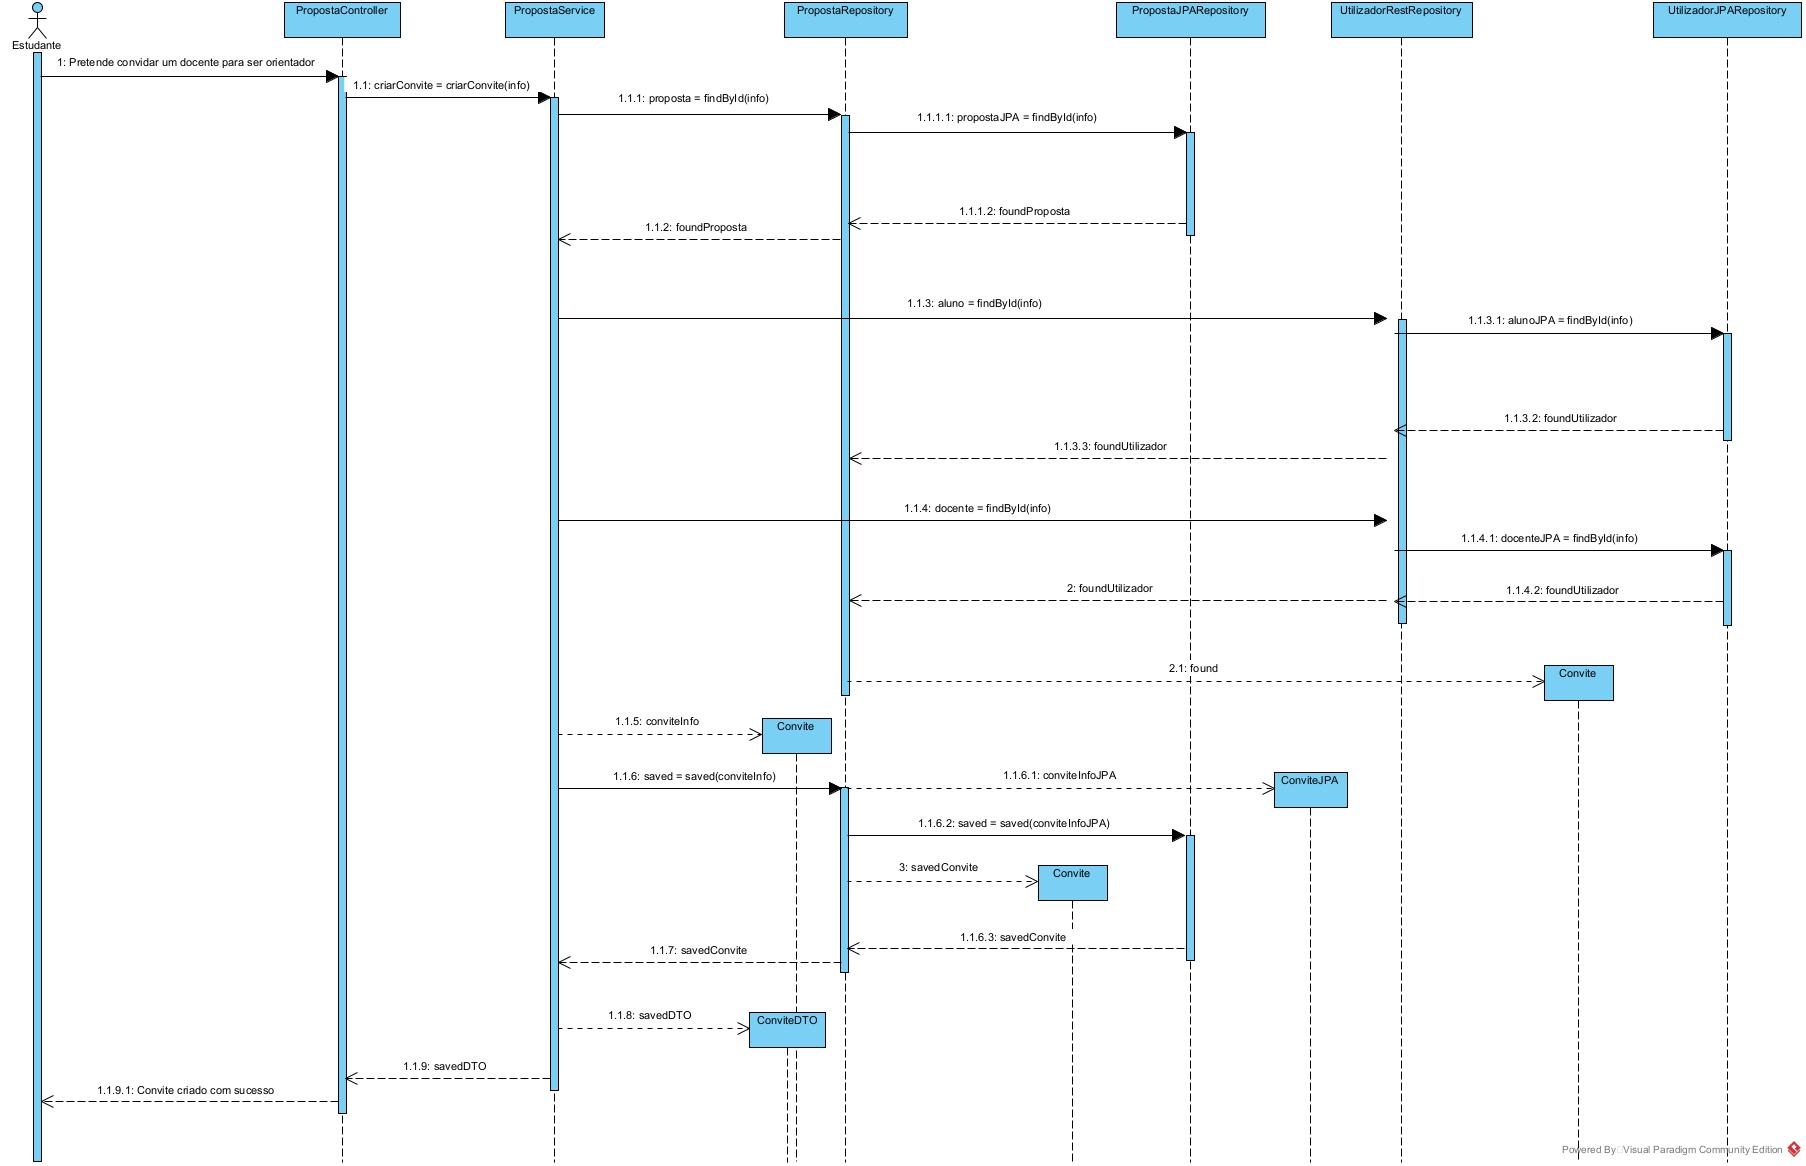 PropostaController
PropostaService
PropostaRepository
PropostaJPARepository
UtilizadorRestRepository
UtilizadorJPARepository
Estudante
1: Pretende convidar um docente para ser orientador
1.1: criarConvite = criarConvite(info)
1.1.1: proposta = findById(info)
1.1.1.1: propostaJPA = findById(info)
1.1.1.2: foundProposta
1.1.2: foundProposta
1.1.3: aluno = findById(info)
1.1.3.1: alunoJPA = findById(info)
1.1.3.2: foundUtilizador
1.1.3.3: foundUtilizador
1.1.4: docente = findById(info)
1.1.4.1: docenteJPA = findById(info)
2: foundUtilizador
1.1.4.2: foundUtilizador
2.1: found
Convite
1.1.5: conviteInfo
Convite
1.1.6: saved = saved(conviteInfo)
1.1.6.1: conviteInfoJPA
ConviteJPA
1.1.6.2: saved = saved(conviteInfoJPA)
3: savedConvite
Convite
1.1.6.3: savedConvite
1.1.7: savedConvite
1.1.8: savedDTO
ConviteDTO
1.1.9: savedDTO
1.1.9.1: Convite criado com sucesso
Powered By Visual Paradigm Community Edition